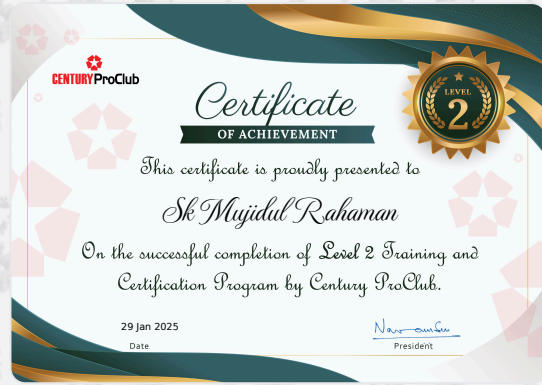 CENTURY ProClub
Certificate
OF ACHIEVEMENT
LEVEL
2
This certificate is proudly presented to
Sk Mujidul Rahaman
On the successful completion of Level 2 Training and
Certification Program by Century ProClub.
29 Jan 2025
Date
President